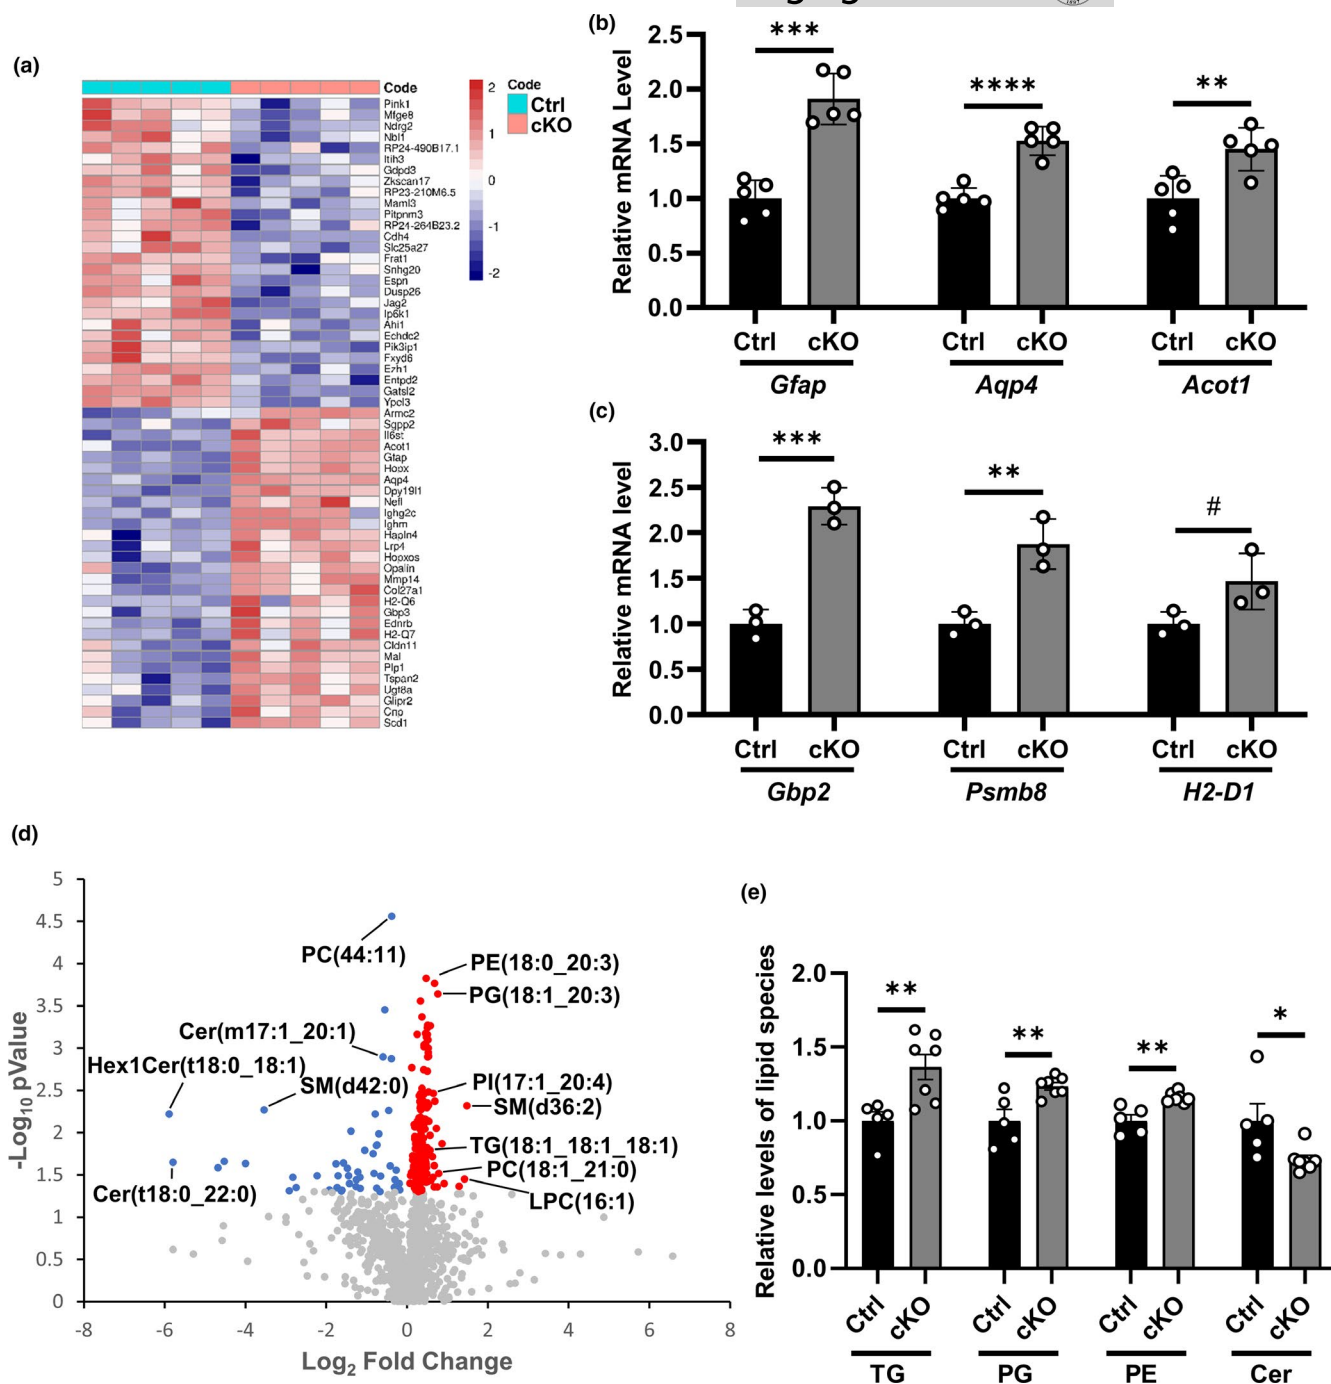 (a)
Code
Pink1
Mfge8
Ndrg2
Nbl1
RP24-490B17.1
Itih3
Gdpd3
Zkscan17
RP23-210M6.5
Maml3
Pitpnm3
RP24-264B23.2
Cdh4
Slc25a27
Frat1
Snhg20
Espn
Dusp26
Jag2
Ip6k1
Ahi1
Echdc2
Pik3ip1
Fxyd6
Ezh1
Entpd2
Gatsl2
Ypel3
Armc2
Sgpp2
Il6st
Acot1
Gfap
Hopx
Aqp4
Dpy19l1
Nefl
Ighg2c
Ighm
Hapln4
Lrp4
Hopxos
Opalin
Mmp14
Col27a1
H2-Q6
Gbp3
Ednrb
H2-Q7
Cldn11
Mal
Plp1
Tspan2
Ugt8a
Glipr2
Cnp
Scd1
2
1
0
-1
-2
Code
Ctrl
cKO
(b)
Relative mRNA Level
2.5
2.0
1.5
1.0
0.5
0.0
*** **** **
Ctrl cKO Ctrl cKO Ctrl cKO
Gfap Aqp4 Acot1
(c)
Relative mRNA level
3.0
2.5
2.0
1.5
1.0
0.5
0.0
*** ** #
Ctrl cKO Ctrl cKO Ctrl cKO
Gbp2 Psmb8 H2-D1
(d)
-Log10 pValue
5
4.5
4
3.5
3
2.5
2
1.5
1
0.5
0
PC(44:11)
PE(18:0_20:3)
PG(18:1_20:3)
Cer(m17:1_20:1)
Hex1Cer(t18:0_18:1)
SM(d42:0)
PI(17:1_20:4)
SM(d36:2)
TG(18:1_18:1_18:1)
PC(18:1_21:0)
Cer(t18:0_22:0)
LPC(16:1)
-8 -6 -4 -2 0 2 4 6 8
Log2 Fold Change
(e)
Relative levels of lipid species
2.0
1.5
1.0
0.5
0.0
** ** ** *
Ctrl cKO Ctrl cKO Ctrl cKO Ctrl cKO
TG PG PE Cer